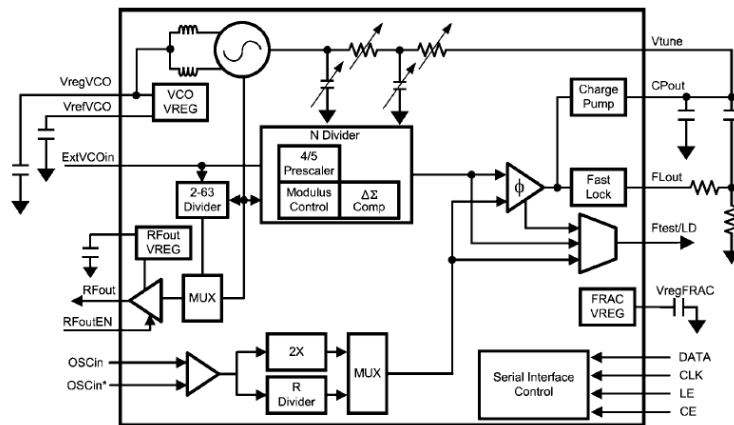 Vtune
VregVCO
VrefVCO
VCO
VREG
Charge
Pump
CPout
N Divider
ExtVCOin
4/5
Prescaler
2-63
Divider
Modulus
Control
ΔΣ
Comp
ϕ
Fast
Lock
FLout
RFout
VREG
Ftest/LD
RFout
MUX
RFoutEN
FRAC
VREG
VregFRAC
OSCin
OSCin*
2X
R
Divider
MUX
Serial Interface
Control
DATA
CLK
LE
CE